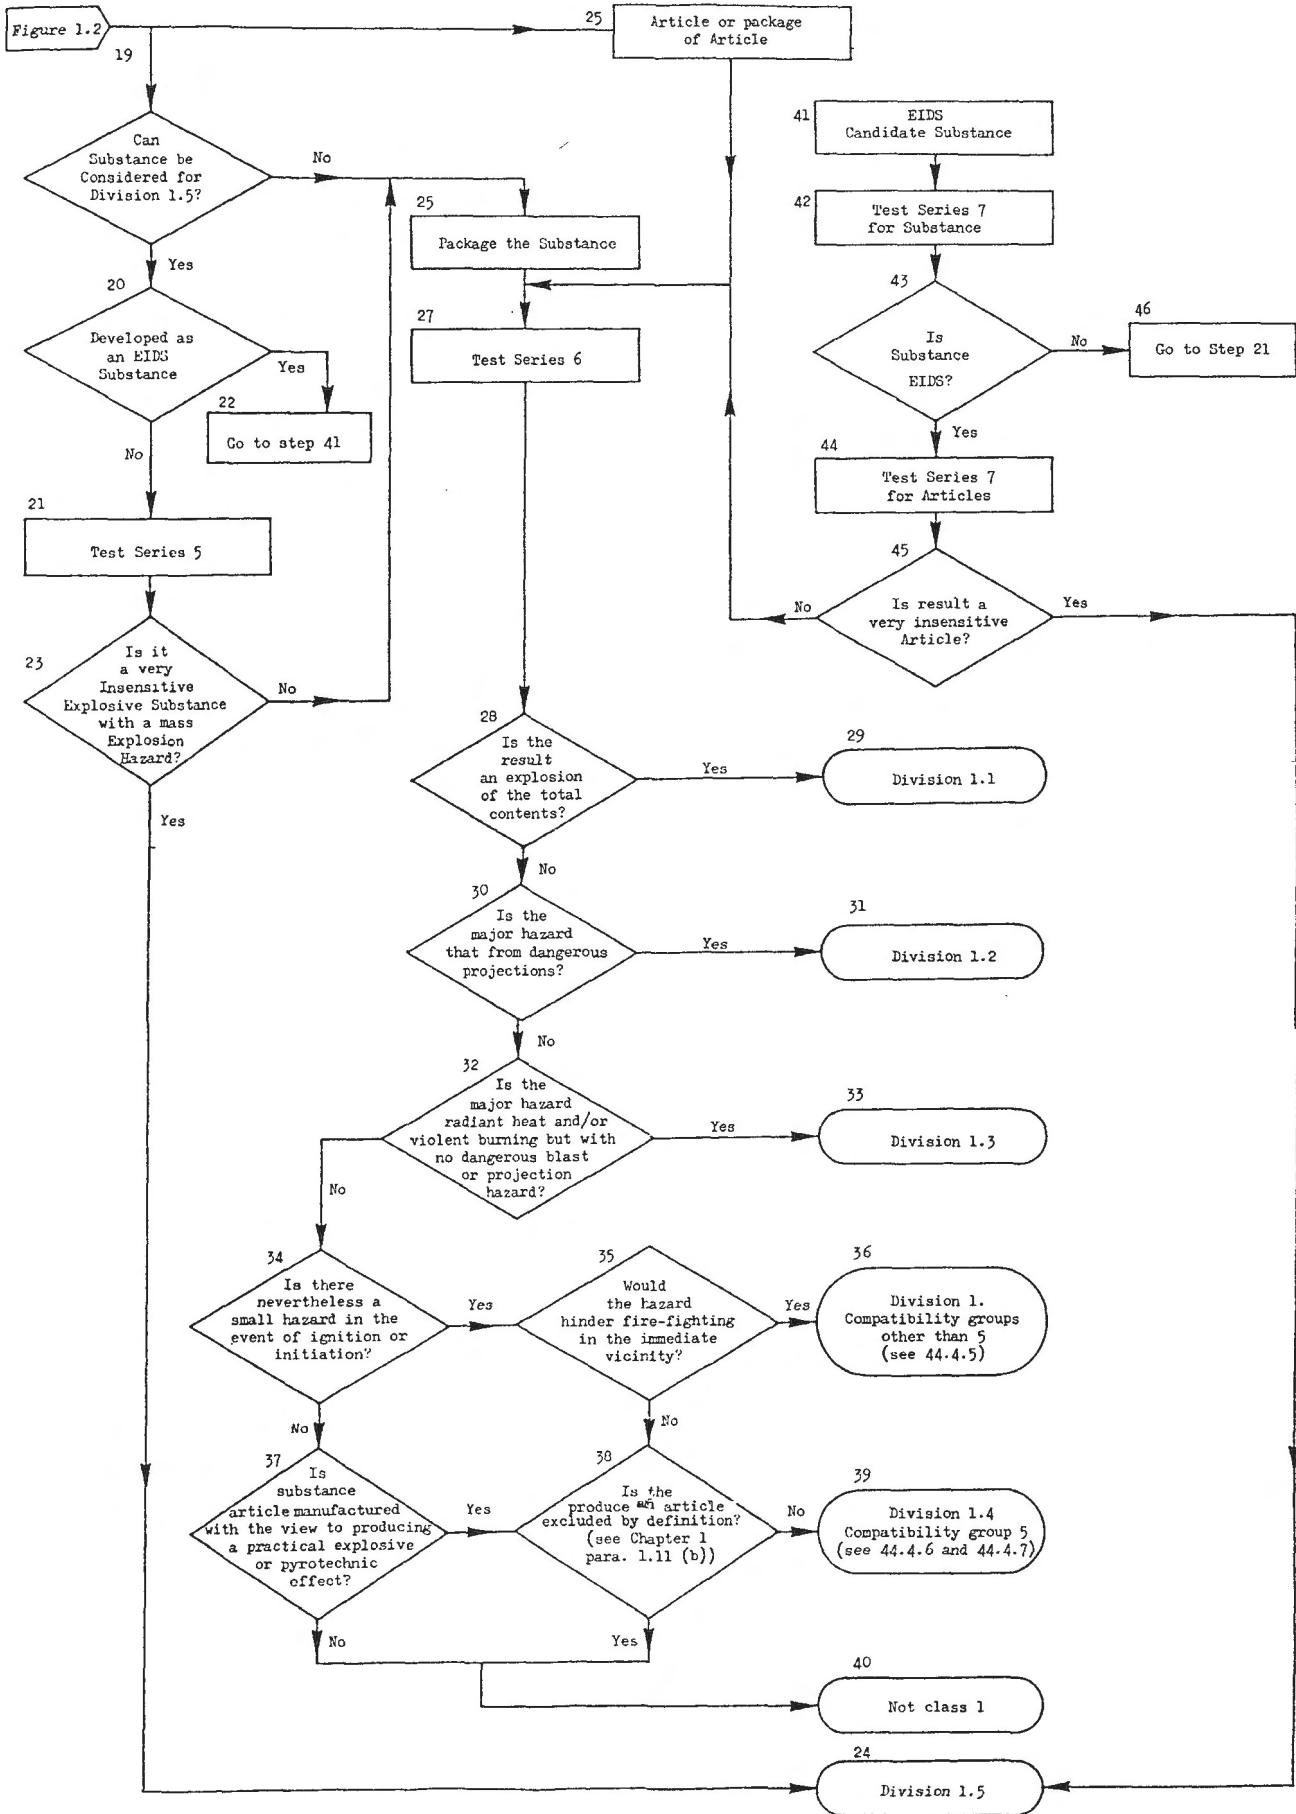 Figure 1.2
19
25
Article or package
of Article
Can
Substance be
Considered for
Division 1.5?
No
Yes
25
Package the Substance
20
Developed as
an EIDS
Substance
Yes
No
22
Go to step 41
27
Test Series 6
21
Test Series 5
23
Is it
a very
Insensitive
Explosive Substance
with a mass
Explosion
Hazard?
No
Yes
41
EIDS
Candidate Substance
42
Test Series 7
for Substance
43
Is
Substance
EIDS?
No
Yes
46
Go to Step 21
44
Test Series 7
for Articles
45
Is result a
very insensitive
Article?
No
Yes
28
Is the
result
an explosion
of the total
contents?
Yes
No
29
Division 1.1
30
Is the
major hazard
that from dangerous
projections?
Yes
No
31
Division 1.2
32
Is the
major hazard
radiant heat and/or
violent burning but with
no dangerous blast
or projection
hazard?
Yes
No
33
Division 1.3
34
Is there
nevertheless a
small hazard in the
event of ignition or
initiation?
Yes
No
35
Would
the hazard
hinder fire-fighting
in the immediate
vicinity?
Yes
No
36
Division 1.
Compatibility groups
other than 5
(see 44.4.5)
37
Is
substance
article manufactured
with the view to producing
a practical explosive
or pyrotechnic
effect?
Yes
No
38
Is the
produce an article
excluded by definition?
(see Chapter 1
para. 1.11 (b))
No
Yes
39
Division 1.4
Compatibility group 5
(see 44.4.6 and 44.4.7)
40
Not class 1
24
Division 1.5